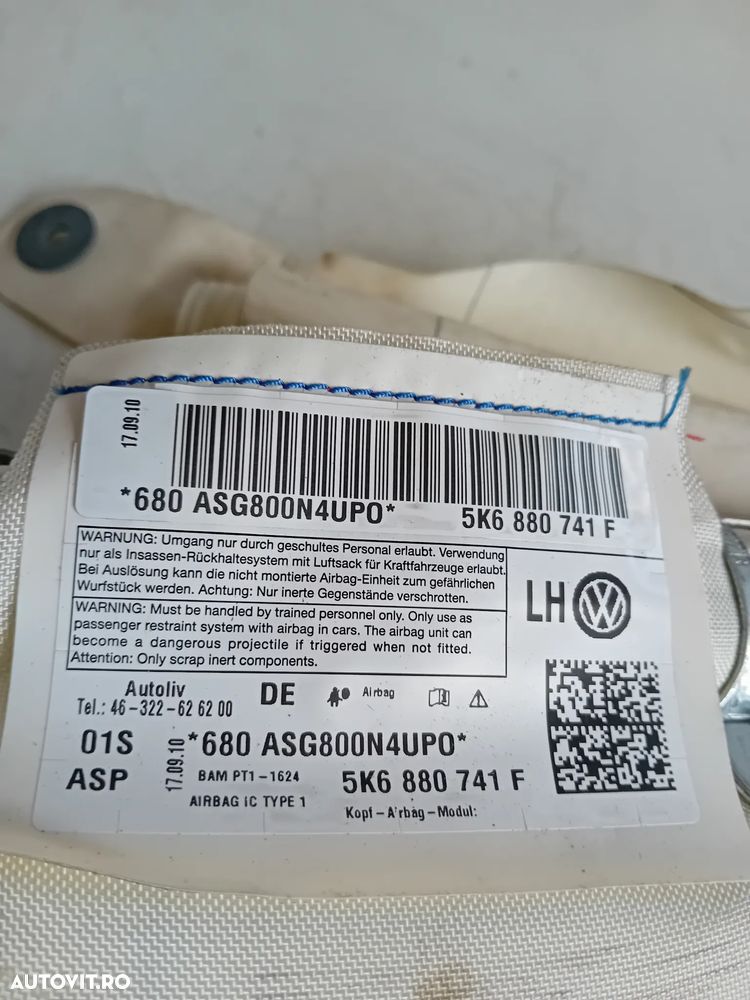 17.09.10
*680 ASG800N4UPO* 5K6 880 741 F
WARNUNG: Umgang nur durch geschultes Personal erlaubt. Verwendung
nur als Insassen-Rückhaltesystem mit Luftsack für Kraftfahrzeuge erlaubt.
Bei Auslösung kann die nicht montierte Airbag-Einheit zum gefährlichen
Wurfstück werden. Achtung: Nur inerte Gegenstände verschrotten.
WARNING: Must be handled by trained personnel only. Only use as
passenger restraint system with airbag in cars. The airbag unit can
become a dangerous projectile if triggered when not fitted.
Attention: Only scrap inert components.
LH
Autoliv DE Airbag
Tel.: 46-322-62 62 00
01S 17.09.10 *680 ASG800N4UPO*
ASP BAM PT1-1624 5K6 880 741 F
AIRBAG IC TYPE 1 Kopf-Airbag-Modul:
AUTOVIT.RO